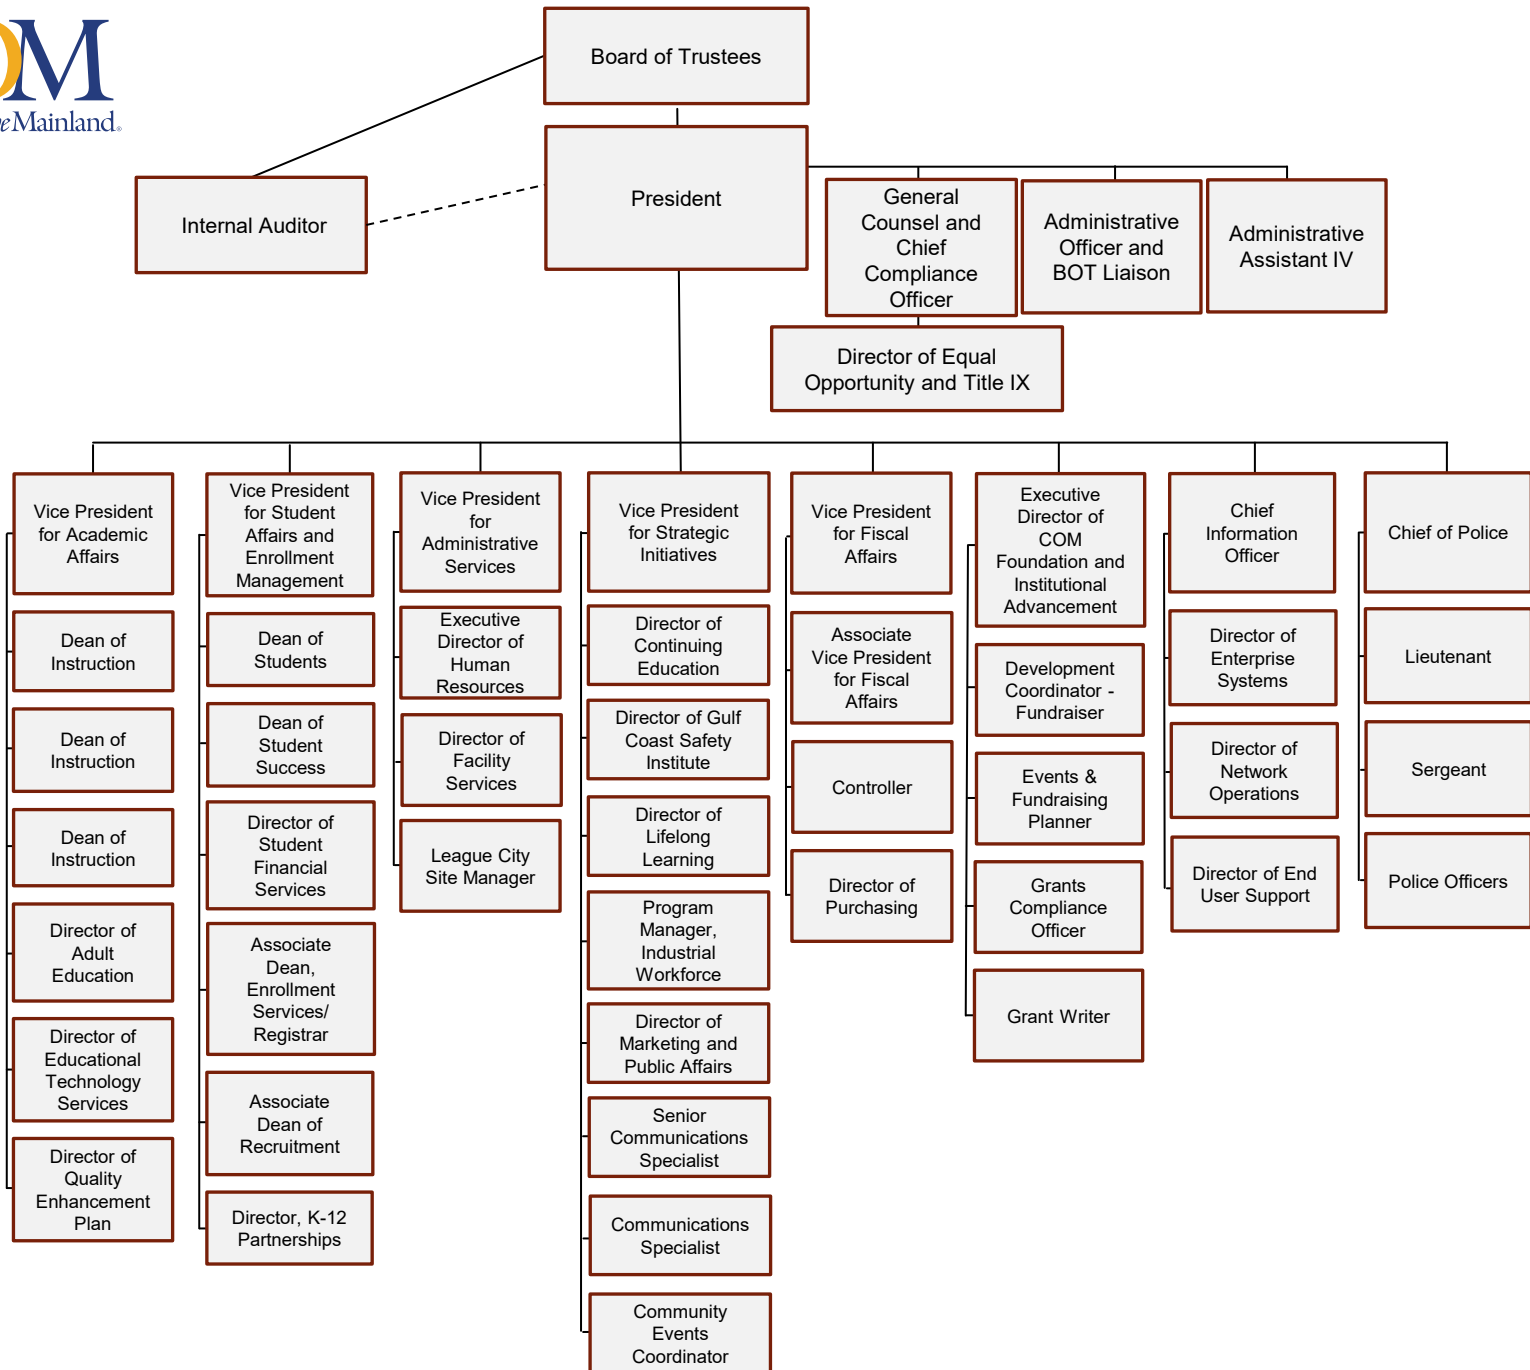 OM
Mainland®
Board of Trustees
President
Internal Auditor
General
Counsel and
Chief
Compliance
Officer
Administrative
Officer and
BOT Liaison
Administrative
Assistant IV
Director of Equal
Opportunity and Title IX
Vice President
for Academic
Affairs
Dean of
Instruction
Dean of
Instruction
Dean of
Instruction
Director of
Adult
Education
Director of
Educational
Technology
Services
Director of
Quality
Enhancement
Plan
Vice President
for Student
Affairs and
Enrollment
Management
Dean of
Students
Dean of
Student
Success
Director of
Student
Financial
Services
Associate
Dean,
Enrollment
Services/
Registrar
Associate
Dean of
Recruitment
Director, K-12
Partnerships
Vice President
for
Administrative
Services
Executive
Director of
Human
Resources
Director of
Facility
Services
League City
Site Manager
Vice President
for Strategic
Initiatives
Director of
Continuing
Education
Director of Gulf
Coast Safety
Institute
Director of
Lifelong
Learning
Program
Manager,
Industrial
Workforce
Director of
Marketing and
Public Affairs
Senior
Communications
Specialist
Communications
Specialist
Community
Events
Coordinator
Vice President
for Fiscal
Affairs
Associate
Vice President
for Fiscal
Affairs
Controller
Director of
Purchasing
Executive
Director of
COM
Foundation and
Institutional
Advancement
Development
Coordinator -
Fundraiser
Events &
Fundraising
Planner
Grants
Compliance
Officer
Grant Writer
Chief
Information
Officer
Director of
Enterprise
Systems
Director of
Network
Operations
Director of End
User Support
Chief of Police
Lieutenant
Sergeant
Police Officers